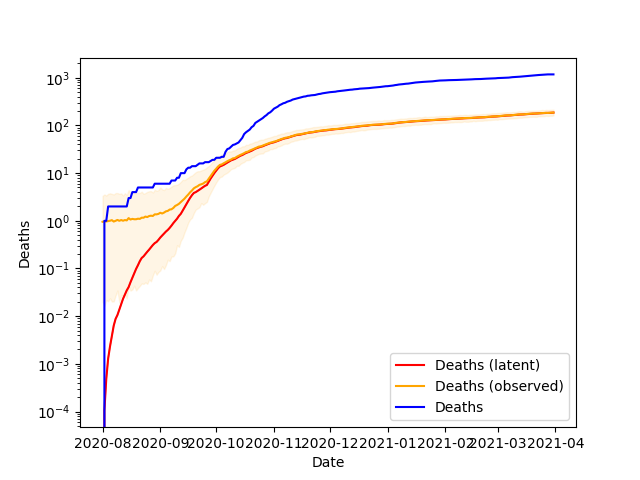 Deaths
10³
10²
10¹
10⁰
10⁻¹
10⁻²
10⁻³
10⁻⁴
Deaths (latent)
Deaths (observed)
Deaths
2020-08 2020-09 2020-10 2020-11 2020-12 2021-01 2021-02 2021-03 2021-04
Date